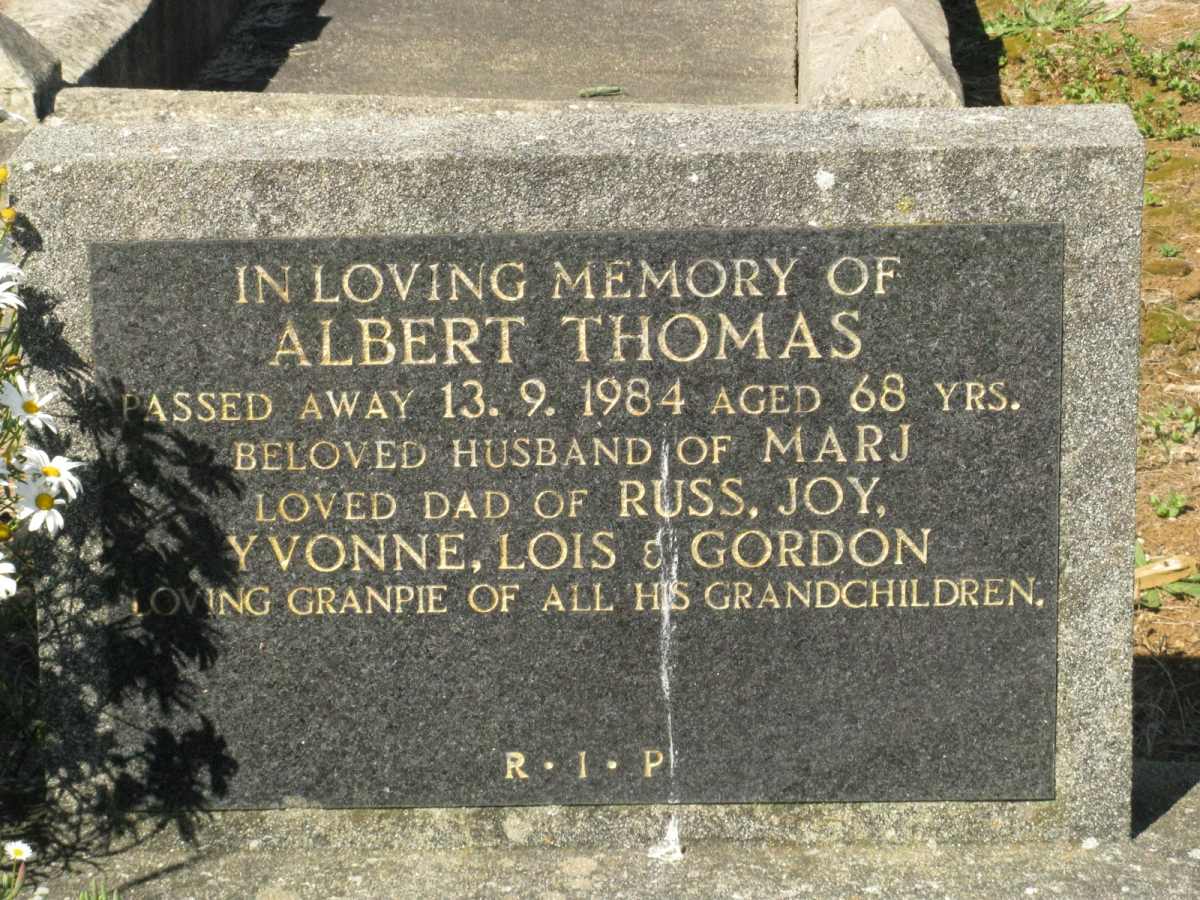 IN LOVING MEMORY OF
ALBERT THOMAS
PASSED AWAY 13. 9. 1984 AGED 68 YRS.
BELOVED HUSBAND OF MARJ
LOVED DAD OF RUSS, JOY,
YVONNE, LOIS & GORDON
LOVING GRANPIE OF ALL HIS GRANDCHILDREN.
R · I · P